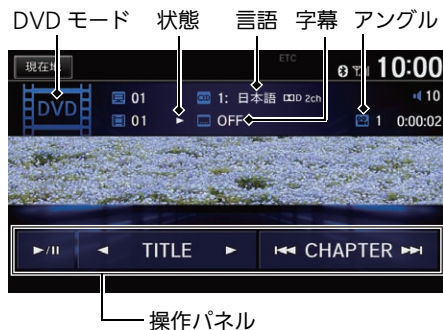 DVD モード 状態 言語 字幕 アングル
現在地 ETC 10:00
DVD 01 1: 日本語 DD 2ch 10
01 OFF 1 0:00:02
TITLE CHAPTER
操作パネル